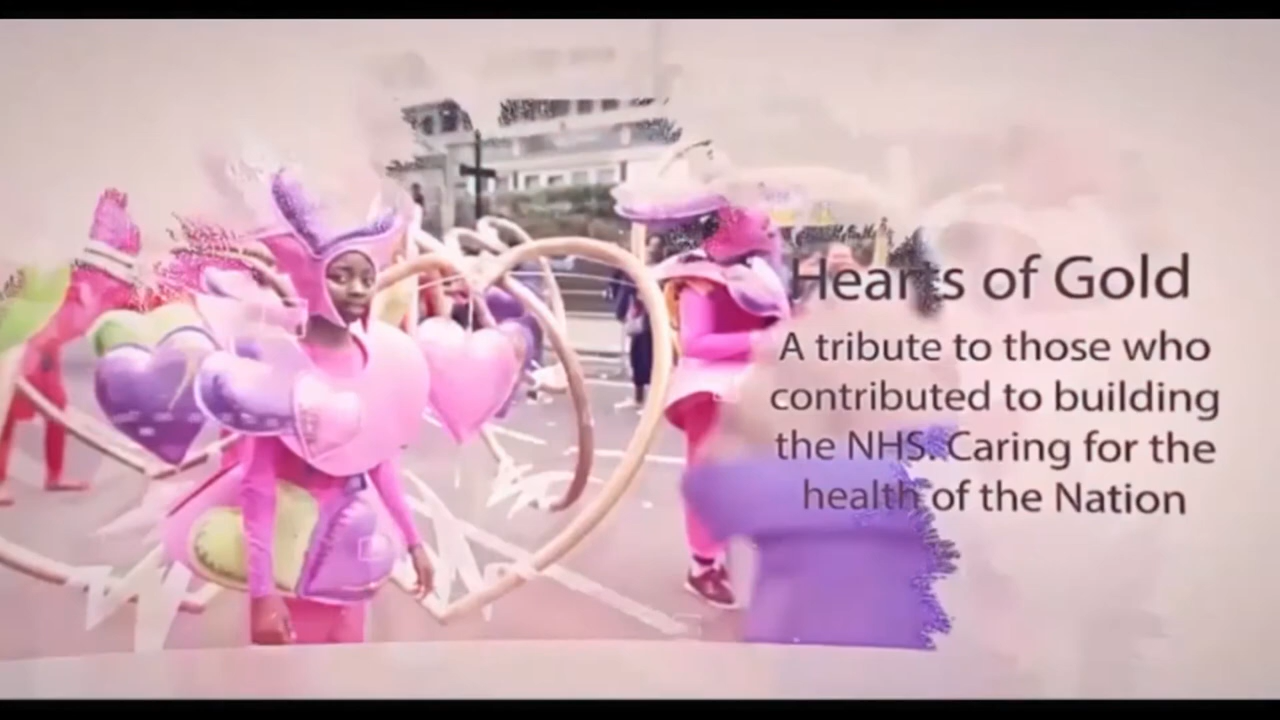 Hearts of Gold
A tribute to those who
contributed to building
the NHS. Caring for the
health of the Nation